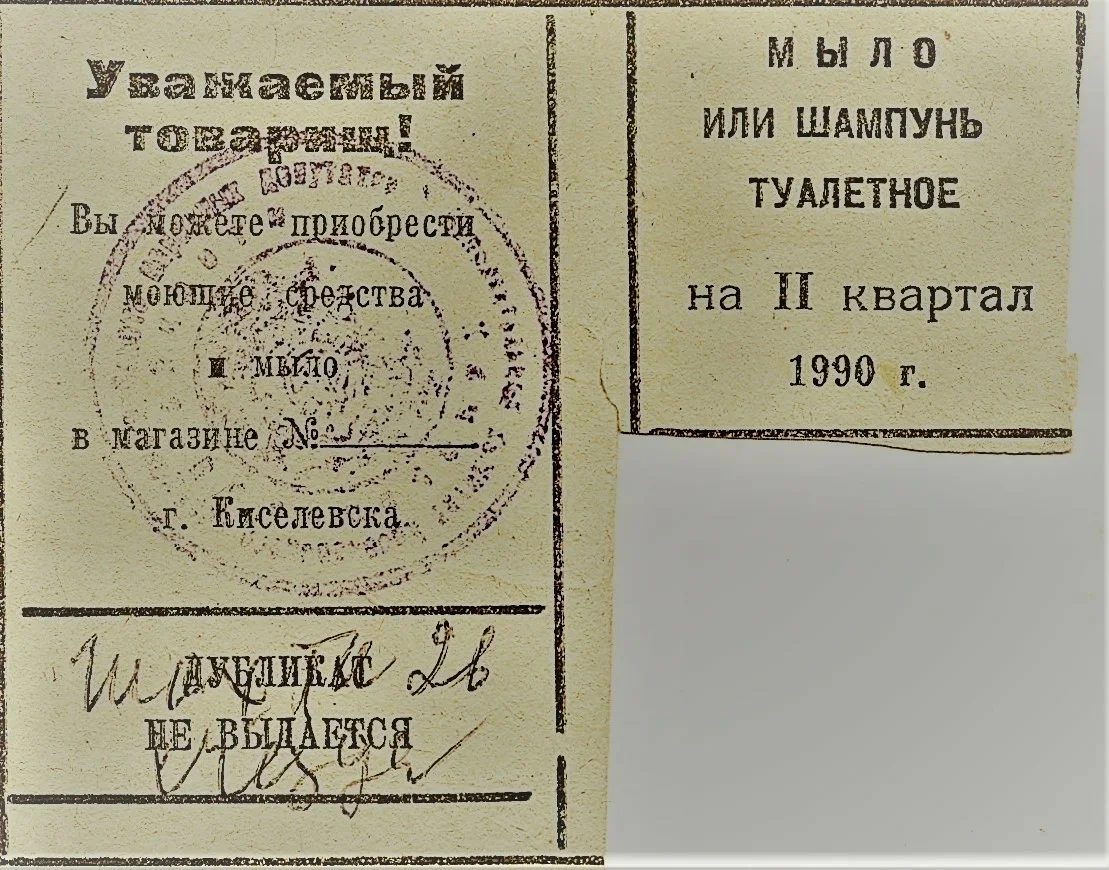 Уважаемый
товарищ!
Вы можете приобрести
моющие средства
и мыло
в магазине №
г. Киселевска
ДУБЛИКАТ
НЕ ВЫДАЕТСЯ
МЫЛО
ИЛИ ШАМПУНЬ
ТУАЛЕТНОЕ
на II квартал
1990 г.